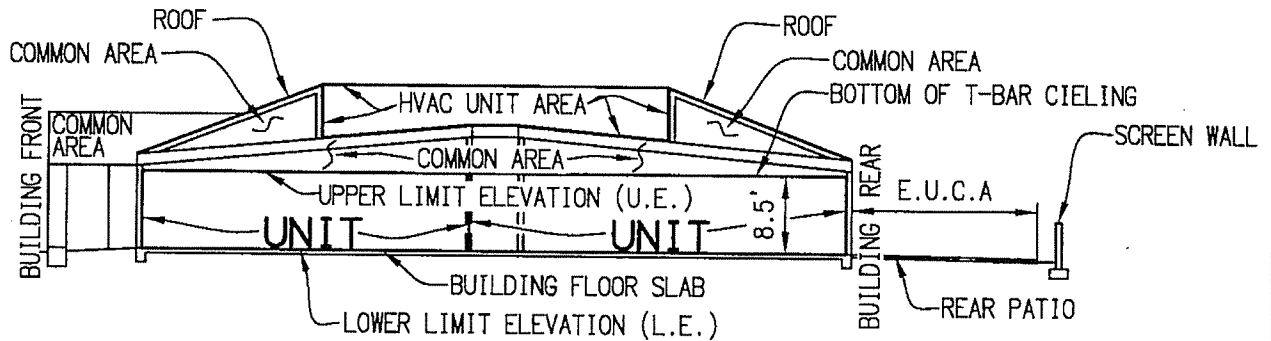 ROOF
ROOF
COMMON AREA
COMMON AREA
HVAC UNIT AREA
BOTTOM OF T-BAR CIELING
BUILDING FRONT
COMMON
AREA
SCREEN WALL
COMMON AREA
BUILDING REAR
E.U.C.A
UPPER LIMIT ELEVATION (U.E.)
8.5'
UNIT
UNIT
BUILDING FLOOR SLAB
REAR PATIO
LOWER LIMIT ELEVATION (L.E.)